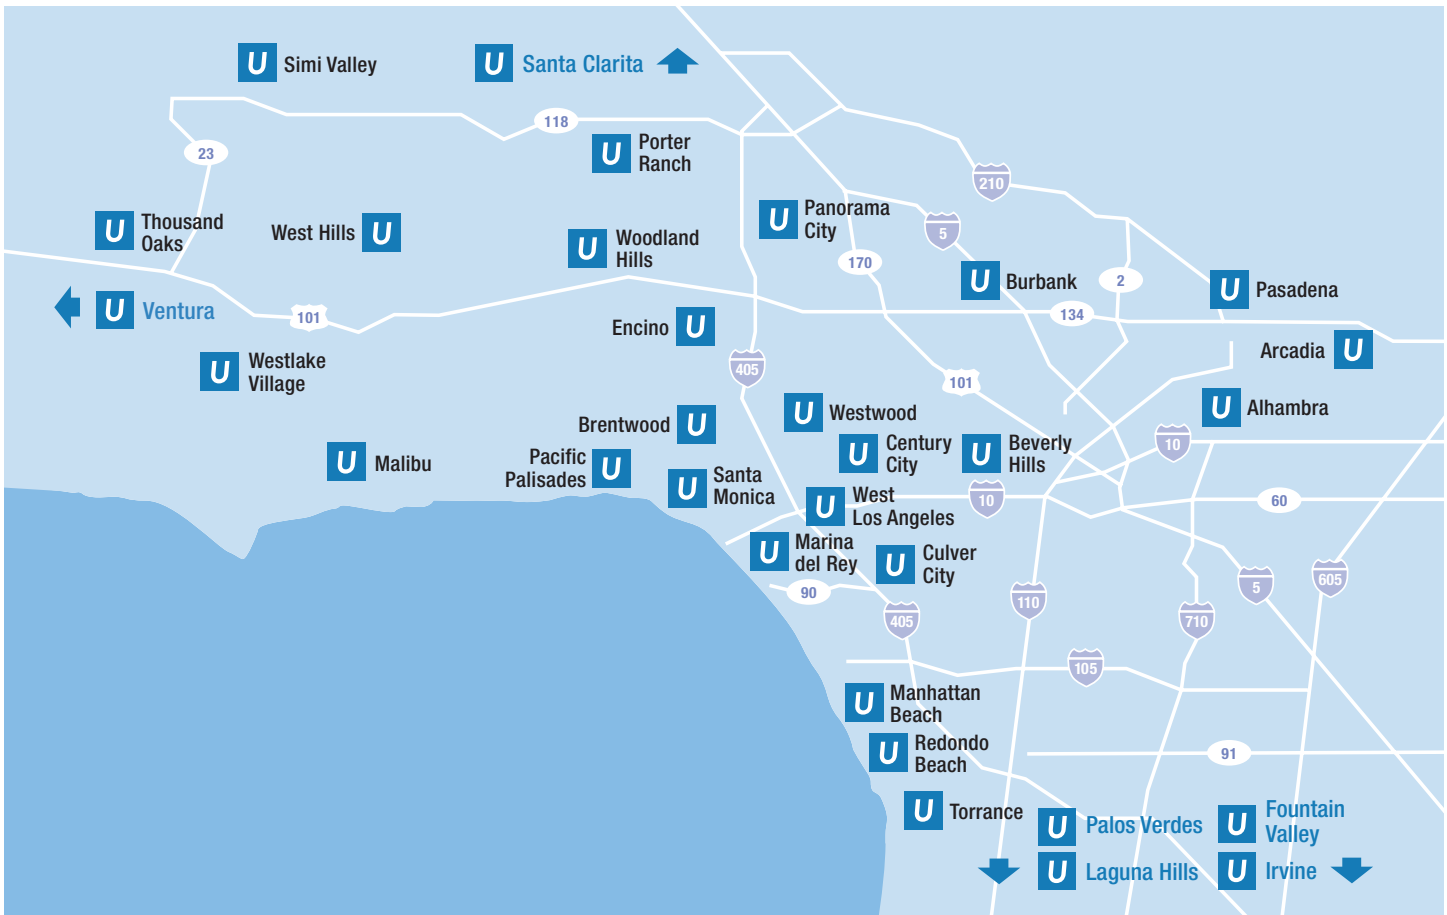 U Simi Valley
U Santa Clarita
118
U Porter
Ranch
23
210
U Thousand
Oaks
West Hills U
U Woodland
Hills
U Panorama
City
5
170
U Burbank
2
U Pasadena
U Ventura
101
134
Encino U
Arcadia U
U Westlake
Village
405
101
U Alhambra
U Westwood
Brentwood U
U Century
City
U Beverly
Hills
10
U Malibu
Pacific
Palisades U
U Santa
Monica
U West
Los Angeles
10
60
U Marina
del Rey
U Culver
City
90
405
110
710
5
605
105
U Manhattan
Beach
U Redondo
Beach
91
U Torrance
U Palos Verdes
U Fountain
Valley
U Laguna Hills
U Irvine